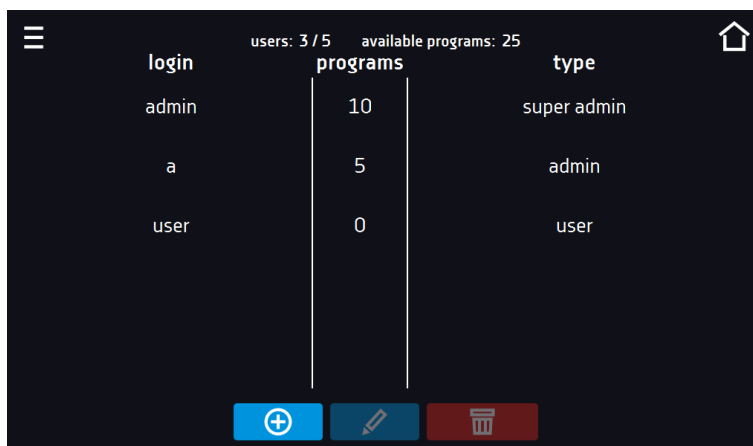 users: 3 / 5 available programs: 25
login programs type
admin 10 super admin
a 5 admin
user 0 user